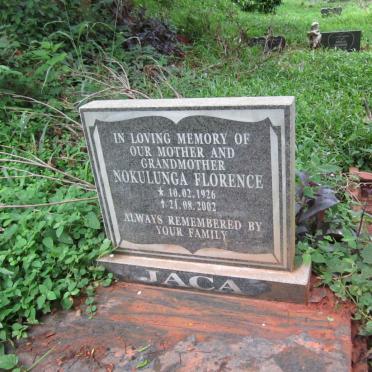 IN LOVING MEMORY OF
OUR MOTHER AND
GRANDMOTHER
NOKULUNGA FLORENCE
* 10.02.1926
† 21.08.2002
ALWAYS REMEMBERED BY
YOUR FAMILY
JACA